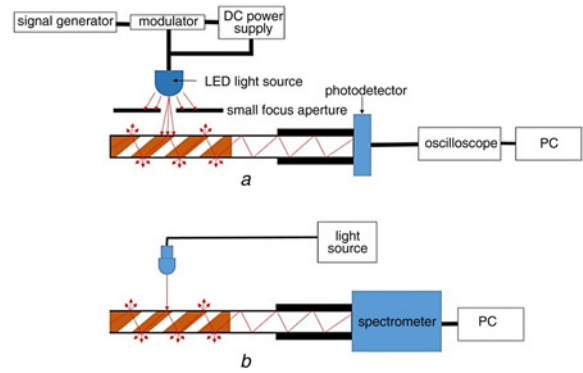 signal generator
modulator
DC power
supply
LED light source
photodetector
small focus aperture
oscilloscope
PC
a
light
source
spectrometer
PC
b